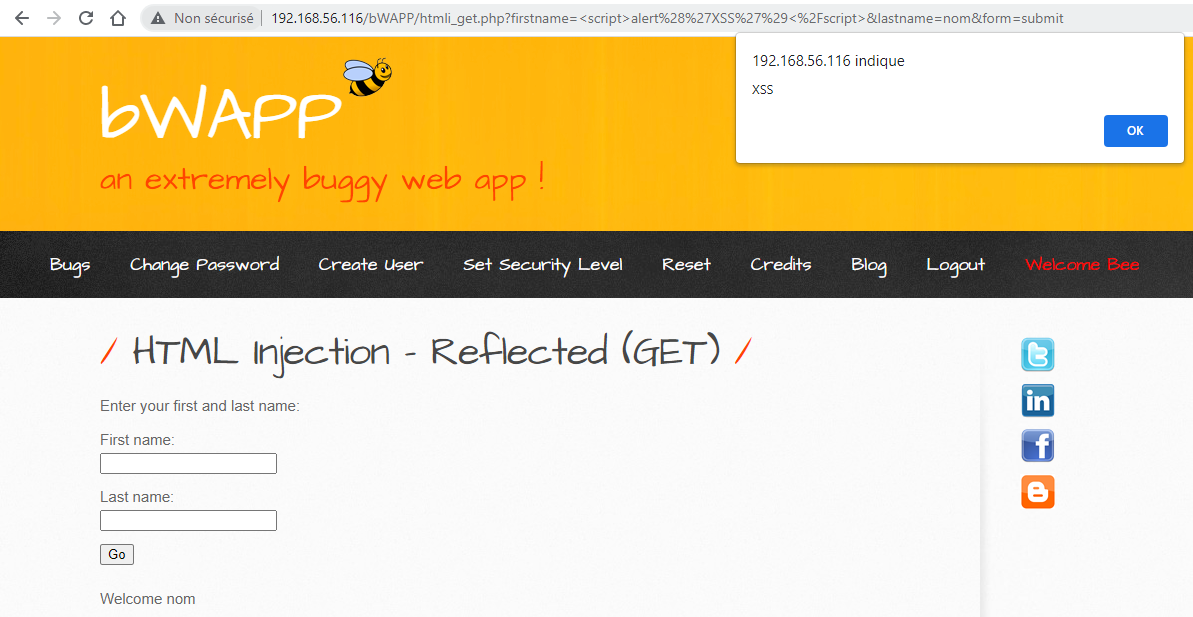 Non sécurisé | 192.168.56.116/bWAPP/htmli_get.php?firstname=<script>alert%28%27XSS%27%29<%2Fscript>&lastname=nom&form=submit
192.168.56.116 indique
XSS
OK
bWAPP
an extremely buggy web app !
Bugs Change Password Create User Set Security Level Reset Credits Blog Logout Welcome Bee
/ HTML Injection - Reflected (GET) /
Enter your first and last name:
First name:
Last name:
Go
Welcome nom